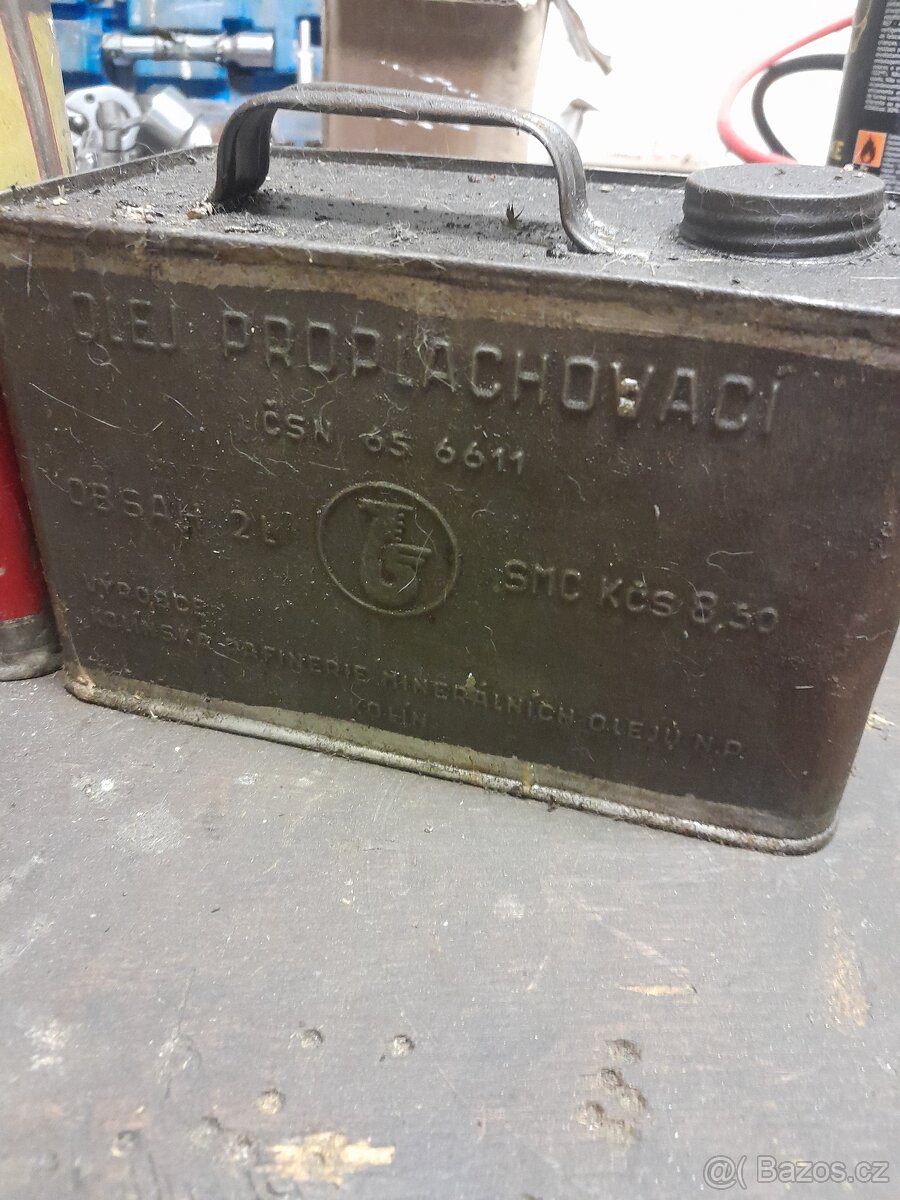 OLEJ PROPLACHOVACÍ
ČSN 65 6611
OBSAH 2L
SMC KČS 8,50
VÝROBCE:
KOLÍNSKÁ RAFINERIE MINERÁLNÍCH OLEJŮ N.P.
KOLÍN
@( Bazos.cz